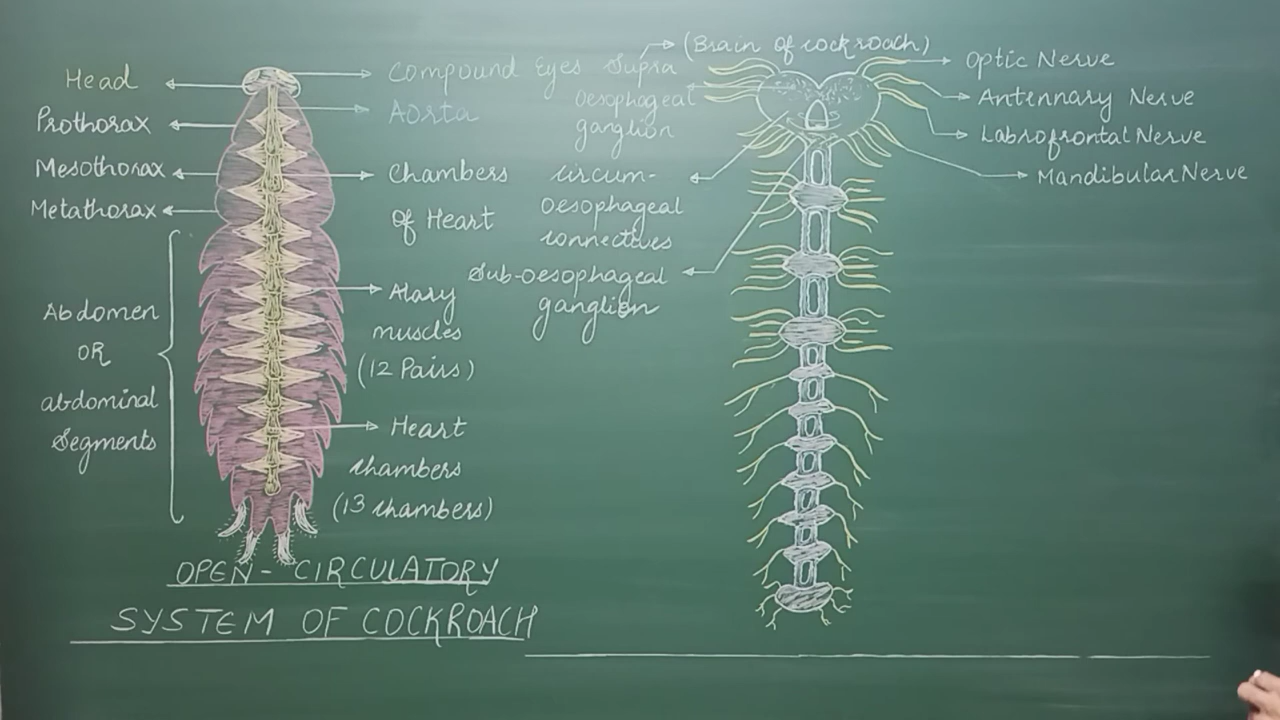 Head
Prothorax
Mesothorax
Metathorax
Abdomen
OR
abdominal
Segments
Compound Eyes
Aorta
Chambers
of Heart
Alary
muscles
(12 Pairs)
Heart
chambers
(13 chambers)
OPEN - CIRCULATORY
SYSTEM OF COCKROACH
(Brain of cockroach)
Supra
Oesophageal
ganglion
circum-
Oesophageal
connectives
Sub-oesophageal
ganglion
Optic Nerve
Antennary Nerve
Labrofrontal Nerve
Mandibular Nerve